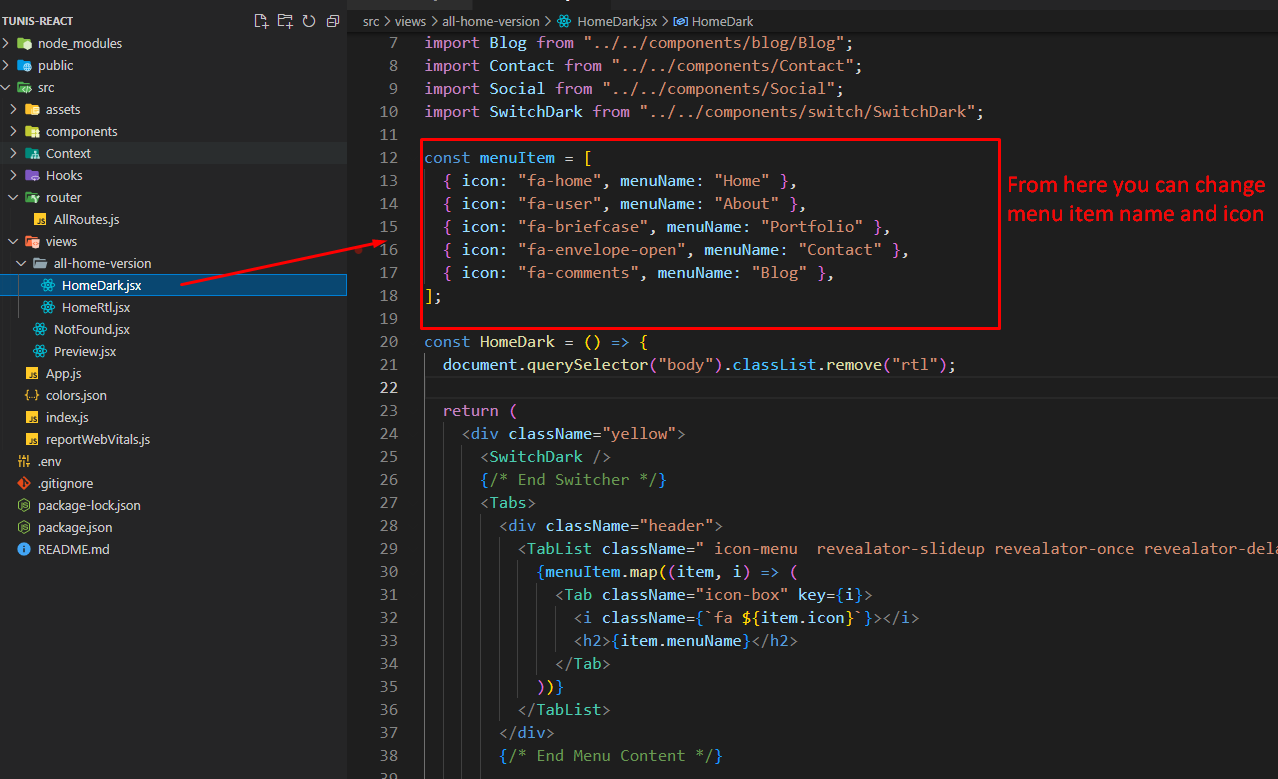 TUNIS-REACT
node_modules
public
src
assets
components
Context
Hooks
router
AllRoutes.js
views
all-home-version
HomeDark.jsx
HomeRtl.jsx
NotFound.jsx
Preview.jsx
App.js
colors.json
index.js
reportWebVitals.js
.env
.gitignore
package-lock.json
package.json
README.md
src > views > all-home-version > HomeDark.jsx > HomeDark
7 import Blog from "../../components/blog/Blog";
8 import Contact from "../../components/Contact";
9 import Social from "../../components/Social";
10 import SwitchDark from "../../components/switch/SwitchDark";
11
12 const menuItem = [
13 { icon: "fa-home", menuName: "Home" },
14 { icon: "fa-user", menuName: "About" },
15 { icon: "fa-briefcase", menuName: "Portfolio" },
16 { icon: "fa-envelope-open", menuName: "Contact" },
17 { icon: "fa-comments", menuName: "Blog" },
18 ];
19
20 const HomeDark = () => {
21 document.querySelector("body").classList.remove("rtl");
22
23 return (
24 <div className="yellow">
25 <SwitchDark />
26 {/* End Switcher */}
27 <Tabs>
28 <div className="header">
29 <TabList className=" icon-menu  revealator-slideup revealator-once revealator-dela
30 {menuItem.map((item, i) => (
31 <Tab className="icon-box" key={i}>
32 <i className={`fa ${item.icon}`}></i>
33 <h2>{item.menuName}</h2>
34 </Tab>
35 ))}
36 </TabList>
37 </div>
38 {/* End Menu Content */}
From here you can change
menu item name and icon